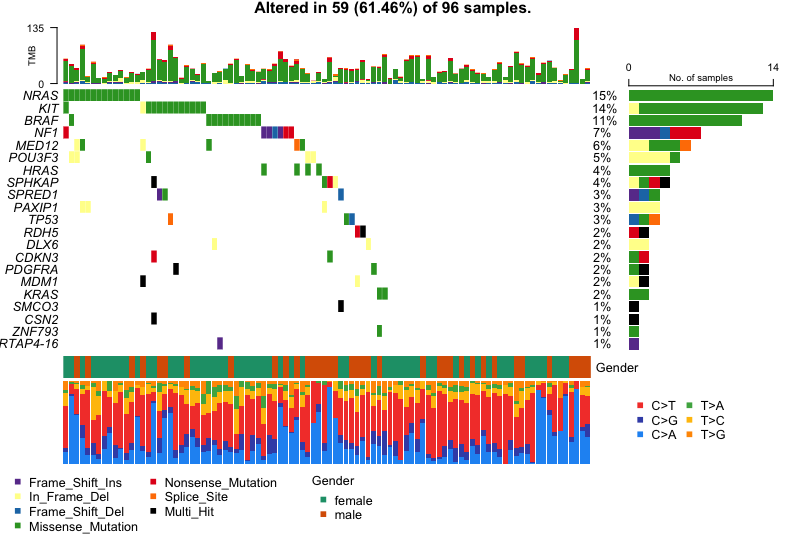 Altered in 59 (61.46%) of 96 samples.
135
TMB
0
0
14
No. of samples
NRAS 15%
KIT 14%
BRAF 11%
NF1 7%
MED12 6%
POU3F3 5%
HRAS 4%
SPHKAP 4%
SPRED1 3%
PAXIP1 3%
TP53 3%
RDH5 2%
DLX6 2%
CDKN3 2%
PDGFRA 2%
MDM1 2%
KRAS 2%
SMCO3 1%
CSN2 1%
ZNF793 1%
RTAP4-16 1%
Gender
C>T T>A
C>G T>C
C>A T>G
Frame_Shift_Ins Nonsense_Mutation
In_Frame_Del Splice_Site
Frame_Shift_Del Multi_Hit
Missense_Mutation
Gender
female
male